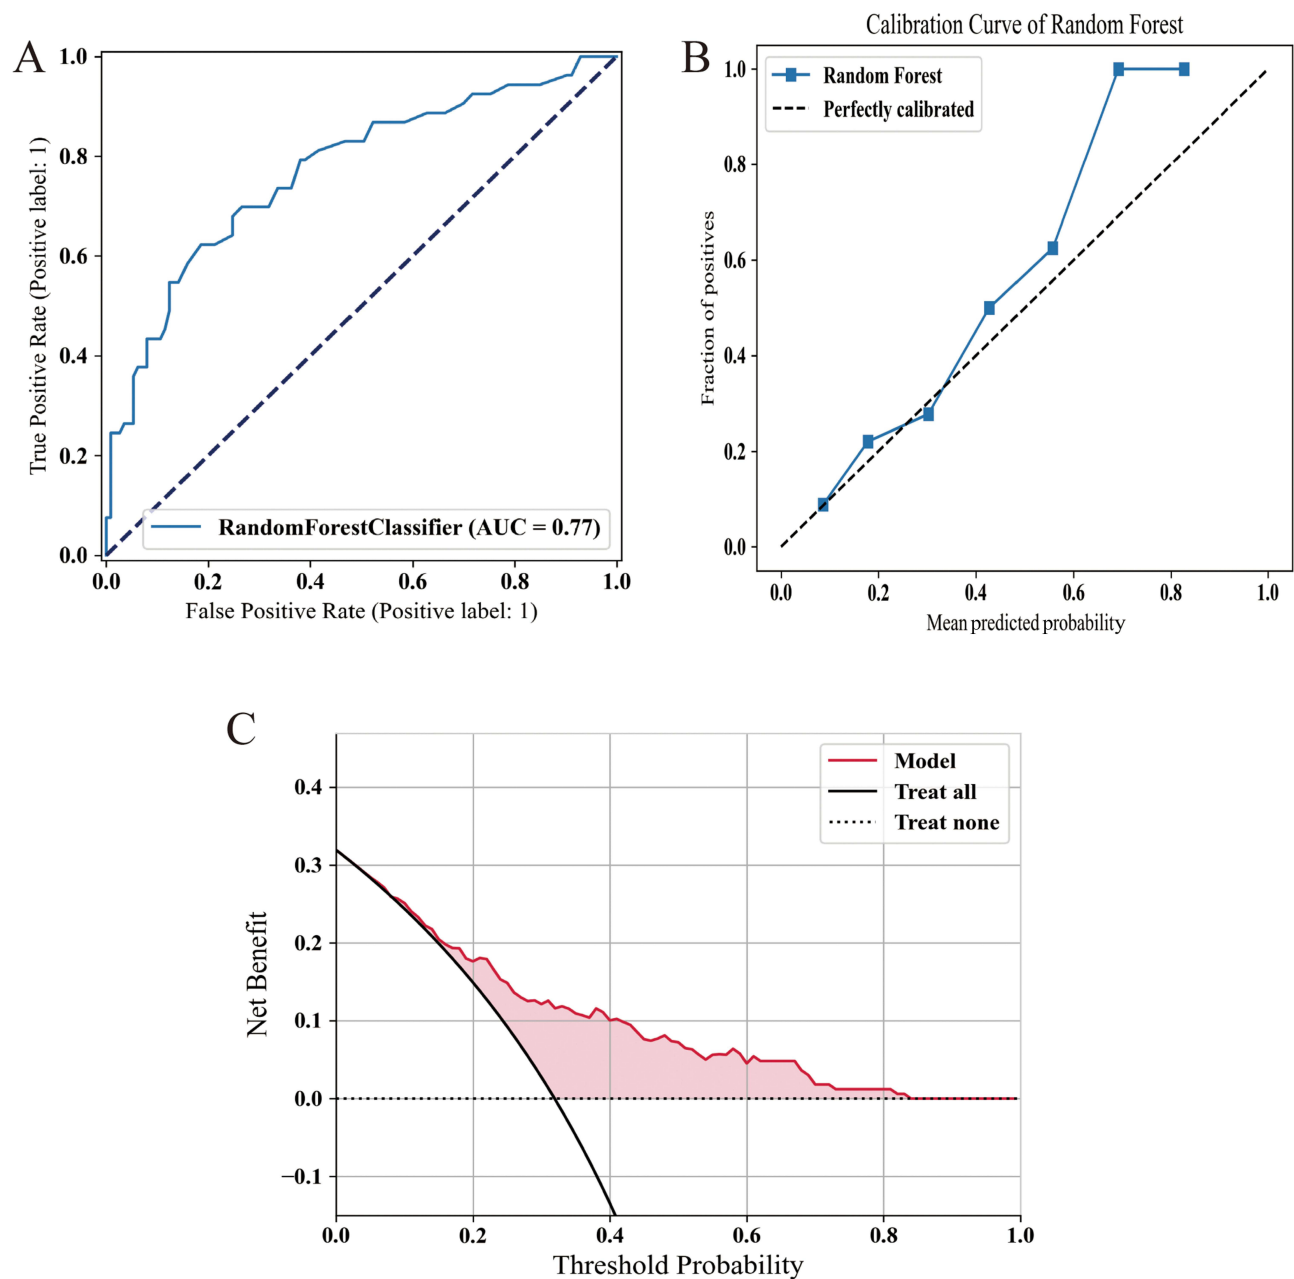 A
1.0
0.8
0.6
0.4
0.2
0.0
True Positive Rate (Positive label: 1)
RandomForestClassifier (AUC = 0.77)
0.0 0.2 0.4 0.6 0.8 1.0
False Positive Rate (Positive label: 1)
B
Calibration Curve of Random Forest
Random Forest
Perfectly calibrated
1.0
0.8
0.6
0.4
0.2
0.0
Fraction of positives
0.0 0.2 0.4 0.6 0.8 1.0
Mean predicted probability
C
Model
Treat all
Treat none
0.4
0.3
0.2
0.1
0.0
−0.1
Net Benefit
0.0 0.2 0.4 0.6 0.8 1.0
Threshold Probability